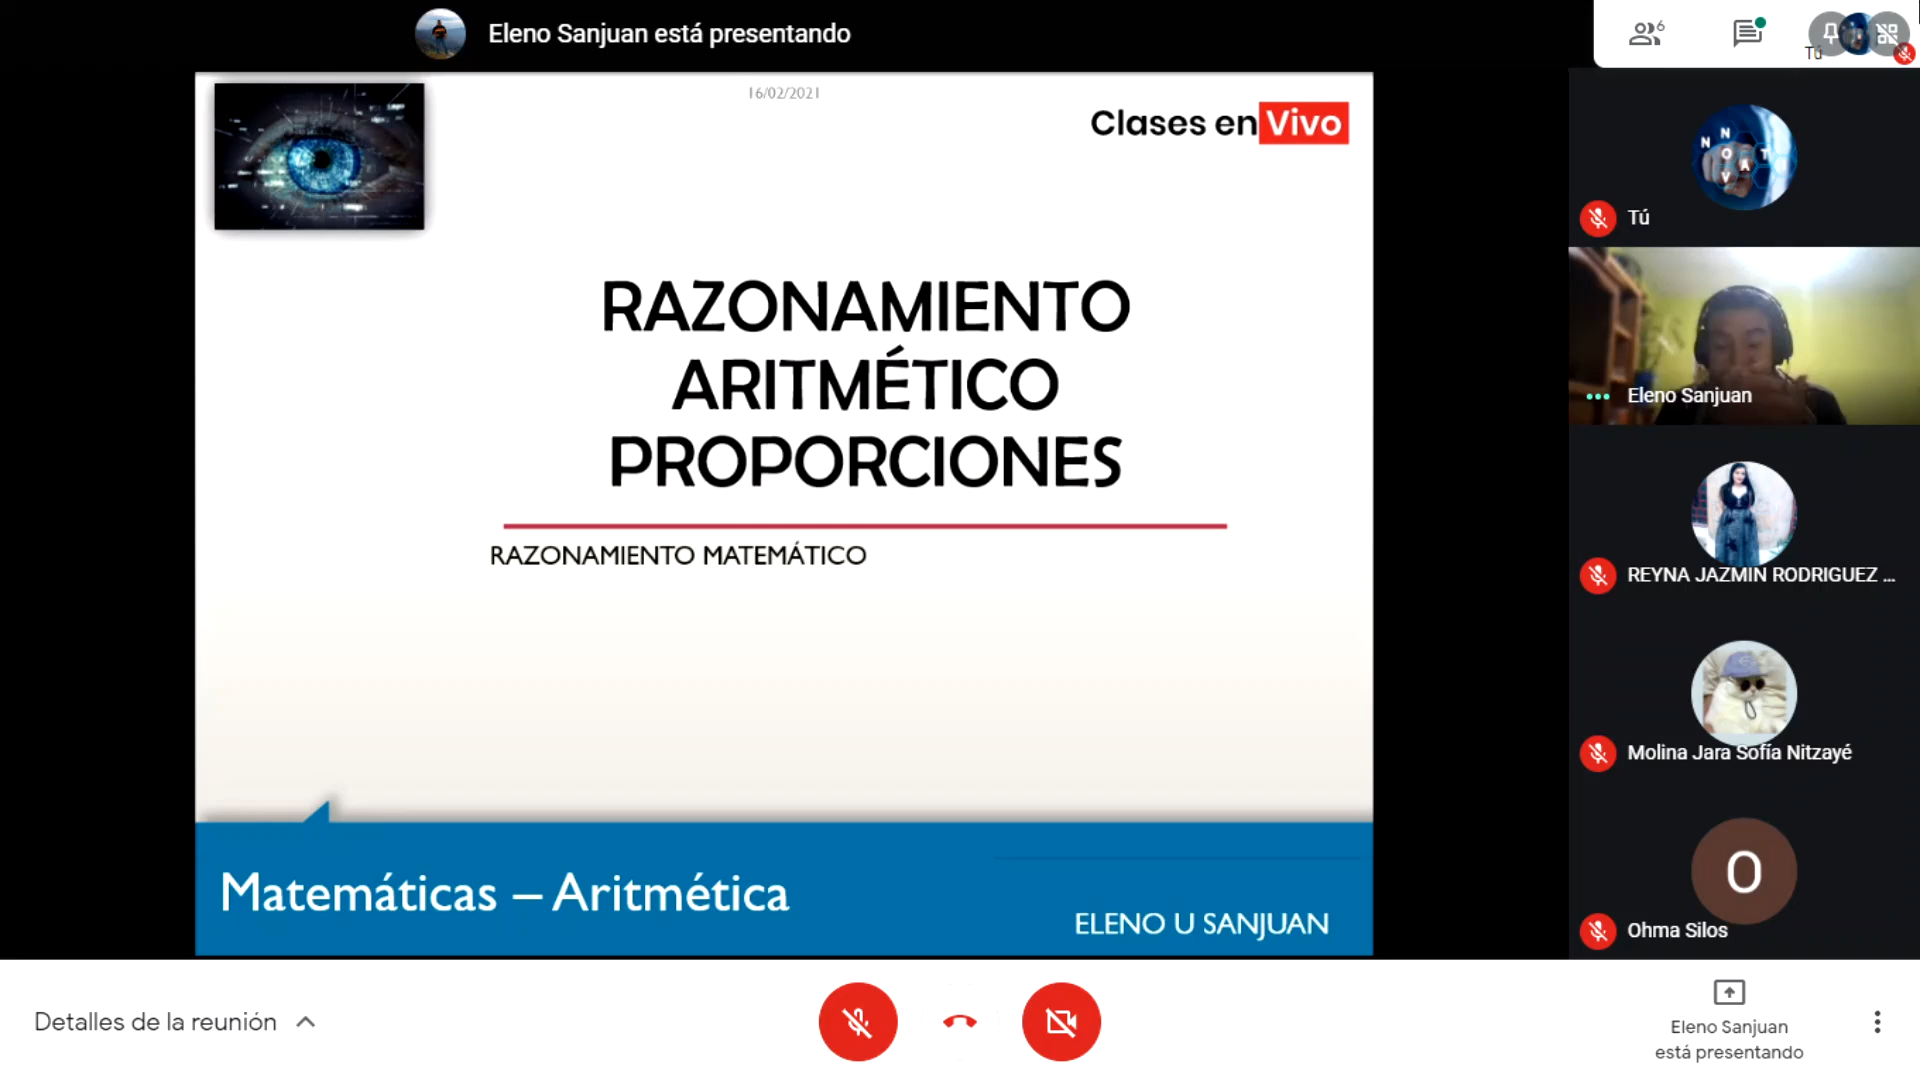 Eleno Sanjuan está presentando
6
Tú
16/02/2021
Clases en Vivo
RAZONAMIENTO
ARITMÉTICO
PROPORCIONES
RAZONAMIENTO MATEMÁTICO
Matemáticas – Aritmética
ELENO U SANJUAN
N
N
O
A
T
V
Tú
Eleno Sanjuan
REYNA JAZMIN RODRIGUEZ ...
Molina Jara Sofía Nitzayé
O
Ohma Silos
Detalles de la reunión
Eleno Sanjuan
está presentando